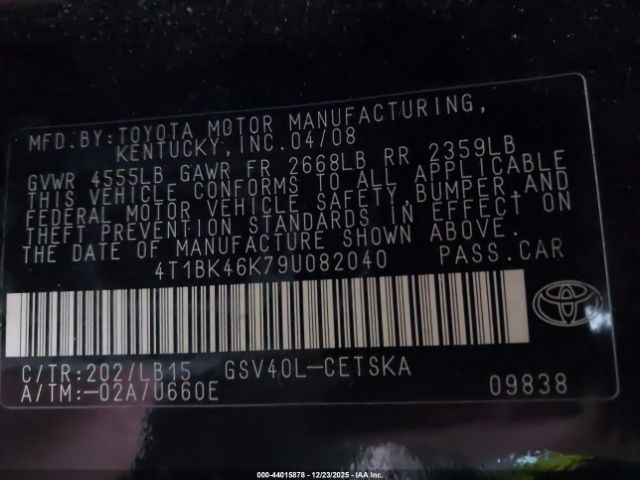 MFD.BY:TOYOTA MOTOR MANUFACTURING,
KENTUCKY,INC.04/08
GVWR 4555LB GAWR FR 2668LB RR 2359LB
THIS VEHICLE CONFORMS TO ALL APPLICABLE
FEDERAL MOTOR VEHICLE SAFETY,BUMPER,AND
THEFT PREVENTION STANDARDS IN EFFECT ON
THE DATE OF MANUFACTURE SHOWN ABOVE.
4T1BK46K79U082040 PASS.CAR
C/TR:202/LB15 GSV40L-CETSKA
A/TM:-02A/U660E 09838
000-44015878 - 12/23/2025 - IAA Inc.